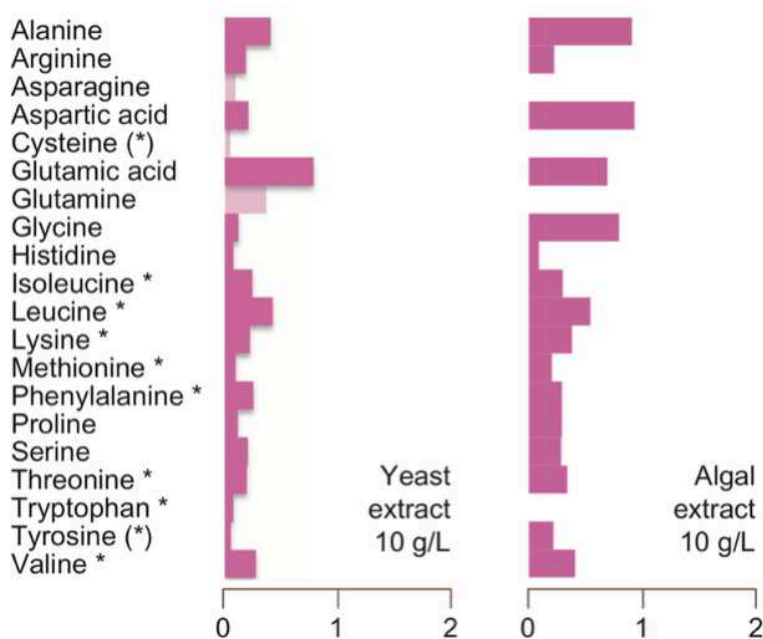 Alanine
Arginine
Asparagine
Aspartic acid
Cysteine (*)
Glutamic acid
Glutamine
Glycine
Histidine
Isoleucine *
Leucine *
Lysine *
Methionine *
Phenylalanine *
Proline
Serine
Threonine *
Tryptophan *
Tyrosine (*)
Valine *
Yeast
extract
10 g/L
Algal
extract
10 g/L
0 1 2
0 1 2